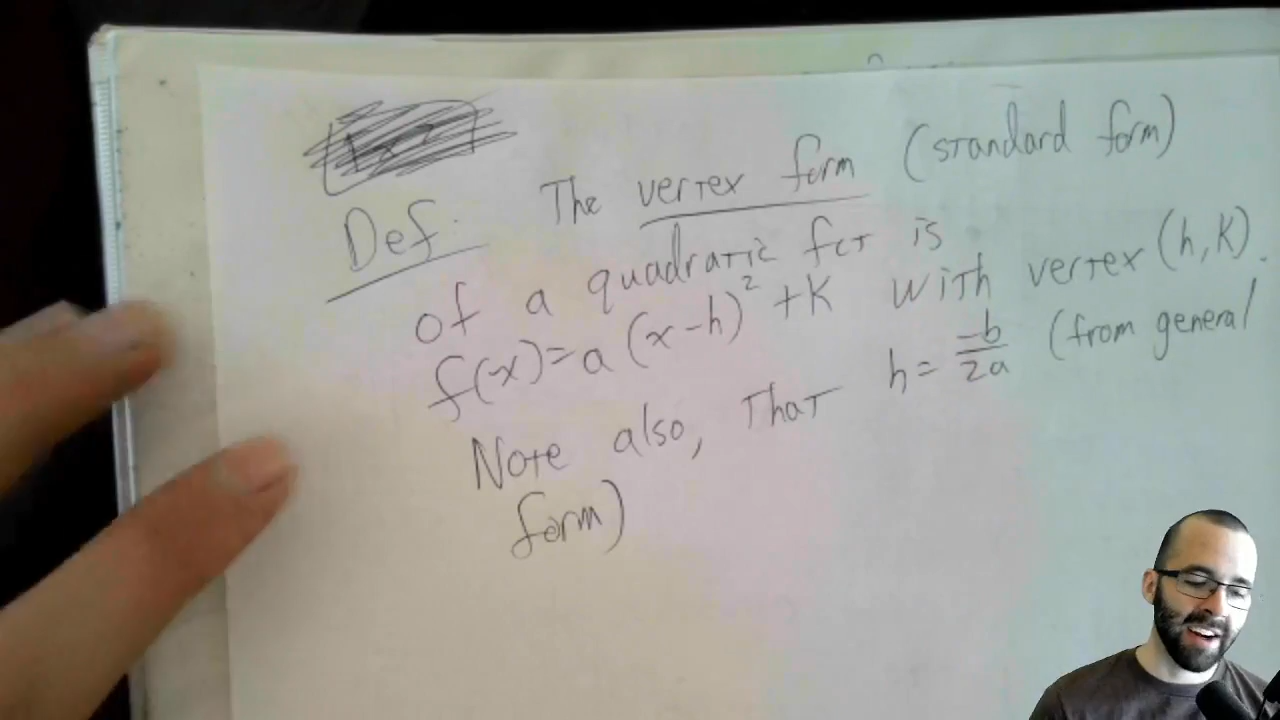 Def. The vertex form (standard form)
of a quadratic fct is
f(x)=a(x-h)²+k with vertex (h,k).
Note also, that h=-b/2a (from general
form)